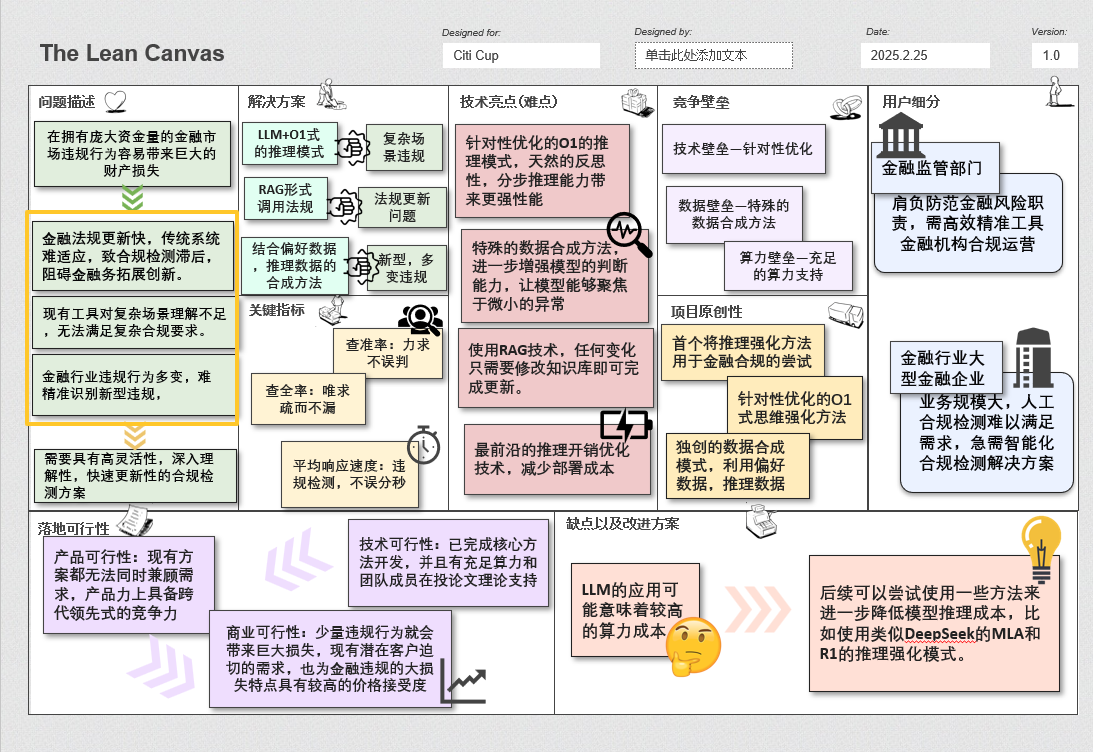 The Lean Canvas
Designed for:
Citi Cup
Designed by:
单击此处添加文本
Date:
2025.2.25
Version:
1.0
问题描述
在拥有庞大资金量的金融市
场违规行为容易带来巨大的
财产损失
金融法规更新快，传统系统
难适应，致合规检测滞后，
阻碍金融务拓展创新。
现有工具对复杂场景理解不足
，无法满足复杂合规要求。
金融行业违规行为多变，难
精准识别新型违规，
需要具有高灵活性，深入理
解性，快速更新性的合规检
测方案
解决方案
LLM+O1式
的推理模式
复杂场
景违规
RAG形式
调用法规
法规更新
问题
结合偏好数据
，推理数据的
合成方法
新型，多
变违规
关键指标
查准率：力求
不误判
查全率：唯求
疏而不漏
平均响应速度：违
规检测，不误分秒
技术亮点(难点)
针对性优化的O1的推
理模式，天然的反思
性，分步推理能力带
来更强性能
特殊的数据合成方法，
进一步增强模型的判断
能力，让模型能够聚焦
于微小的异常
使用RAG技术，任何变化
只需要修改知识库即可完
成更新。
最前沿的推理开销优化
技术，减少部署成本
竞争壁垒
技术壁垒—针对性优化
数据壁垒—特殊的
数据合成方法
算力壁垒—充足
的算力支持
项目原创性
首个将推理强化方法
用于金融合规的尝试
针对性优化的O1
式思维强化方法
独创的数据合成
模式，利用偏好
数据，推理数据
用户细分
金融监管部门
肩负防范金融风险职
责，需高效精准工具
金融机构合规运营
金融行业大
型金融企业
业务规模大，人工
合规检测难以满足
需求，急需智能化
合规检测解决方案
落地可行性
产品可行性：现有方
案都无法同时兼顾需
求，产品力上具备跨
代领先式的竞争力
技术可行性：已完成核心方
法开发，并且有充足算力和
团队成员在投论文理论支持
商业可行性：少量违规行为就会
带来巨大损失，现有潜在客户迫
切的需求，也为金融违规的大损
失特点具有较高的价格接受度
缺点以及改进方案
LLM的应用可
能意味着较高
的算力成本
后续可以尝试使用一些方法来
进一步降低模型推理成本，比
如使用类似DeepSeek的MLA和
R1的推理强化模式。